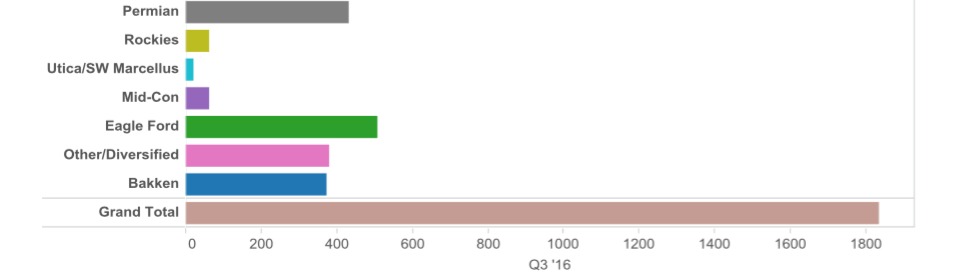 Permian
Rockies
Utica/SW Marcellus
Mid-Con
Eagle Ford
Other/Diversified
Bakken
Grand Total
0 200 400 600 800 1000 1200 1400 1600 1800
Q3 '16